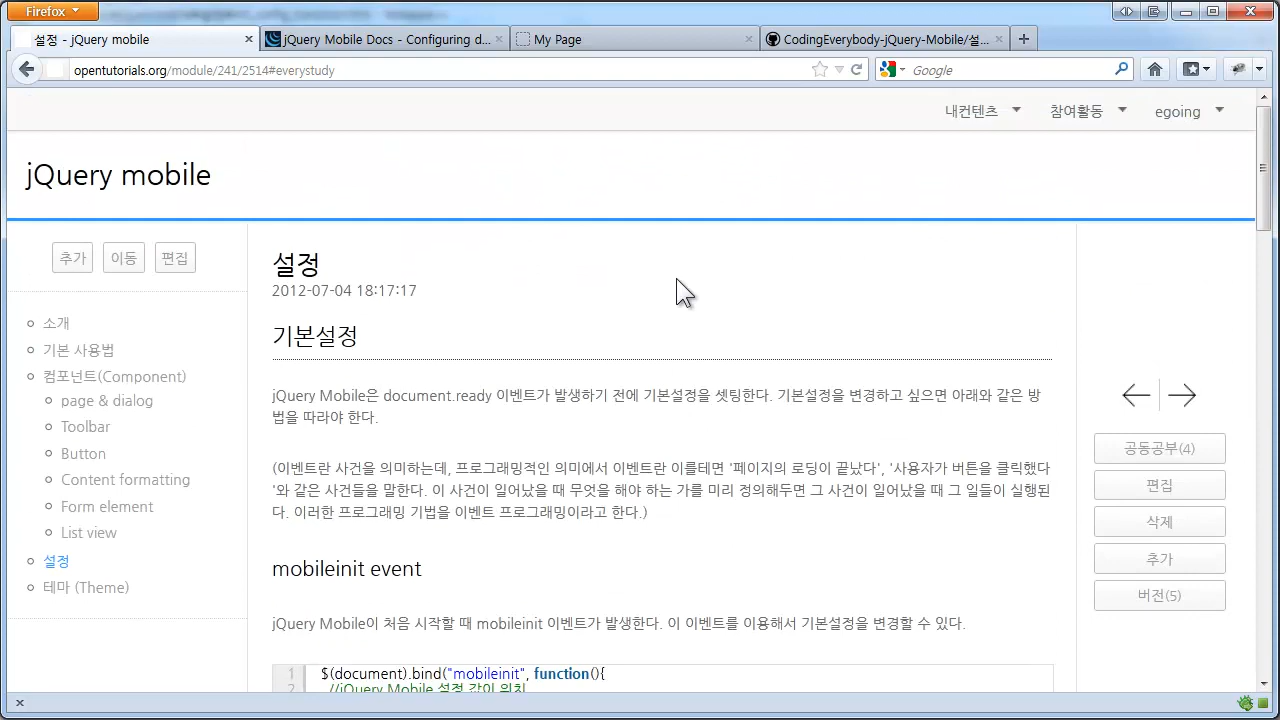 Firefox
설정 - jQuery mobile
jQuery Mobile Docs - Configuring d...
My Page
CodingEverybody-jQuery-Mobile/설...
opentutorials.org/module/241/2514#everystudy
Google
내컨텐츠
참여활동
egoing
jQuery mobile
추가 이동 편집
소개
기본 사용법
컴포넌트(Component)
page & dialog
Toolbar
Button
Content formatting
Form element
List view
설정
테마 (Theme)
설정
2012-07-04 18:17:17
기본설정
jQuery Mobile은 document.ready 이벤트가 발생하기 전에 기본설정을 셋팅한다. 기본설정을 변경하고 싶으면 아래와 같은 방
법을 따라야 한다.
(이벤트란 사건을 의미하는데, 프로그래밍적인 의미에서 이벤트란 이를테면 '페이지의 로딩이 끝났다', '사용자가 버튼을 클릭했다
'와 같은 사건들을 말한다. 이 사건이 일어났을 때 무엇을 해야 하는 가를 미리 정의해두면 그 사건이 일어났을 때 그 일들이 실행된
다. 이러한 프로그래밍 기법을 이벤트 프로그래밍이라고 한다.)
mobileinit event
jQuery Mobile이 처음 시작할 때 mobileinit 이벤트가 발생한다. 이 이벤트를 이용해서 기본설정을 변경할 수 있다.
1 $(document).bind("mobileinit", function(){
2 //jQuery Mobile 설정 값이 위치
공동공부(4)
편집
삭제
추가
버전(5)